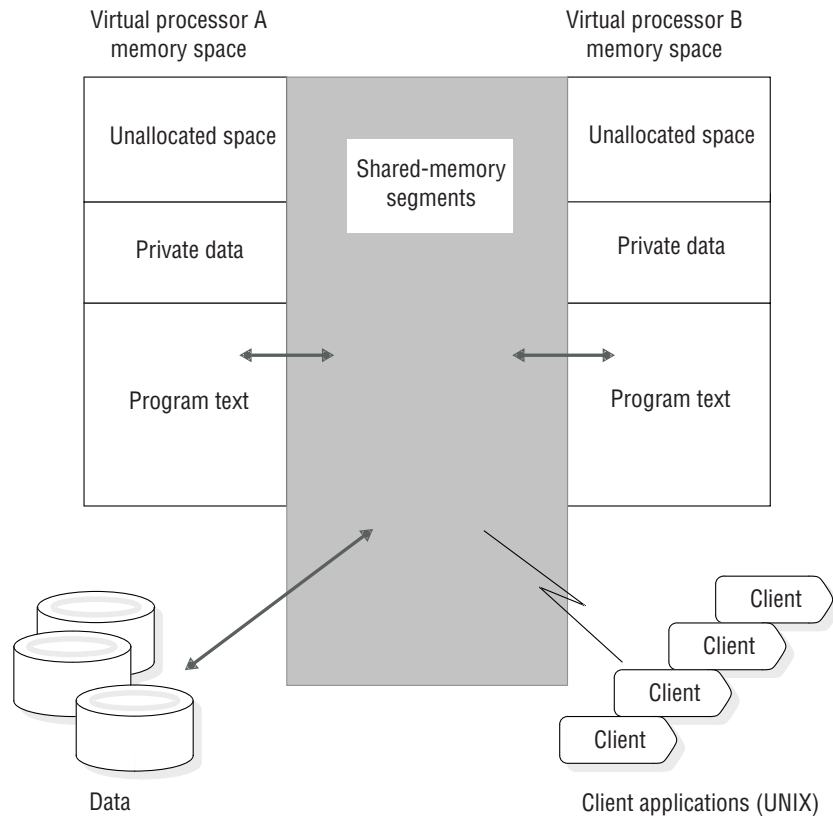 Virtual processor A
memory space
Virtual processor B
memory space
Unallocated space
Shared-memory
segments
Unallocated space
Private data
Private data
Program text
Program text
Client
Client
Client
Client
Data
Client applications (UNIX)